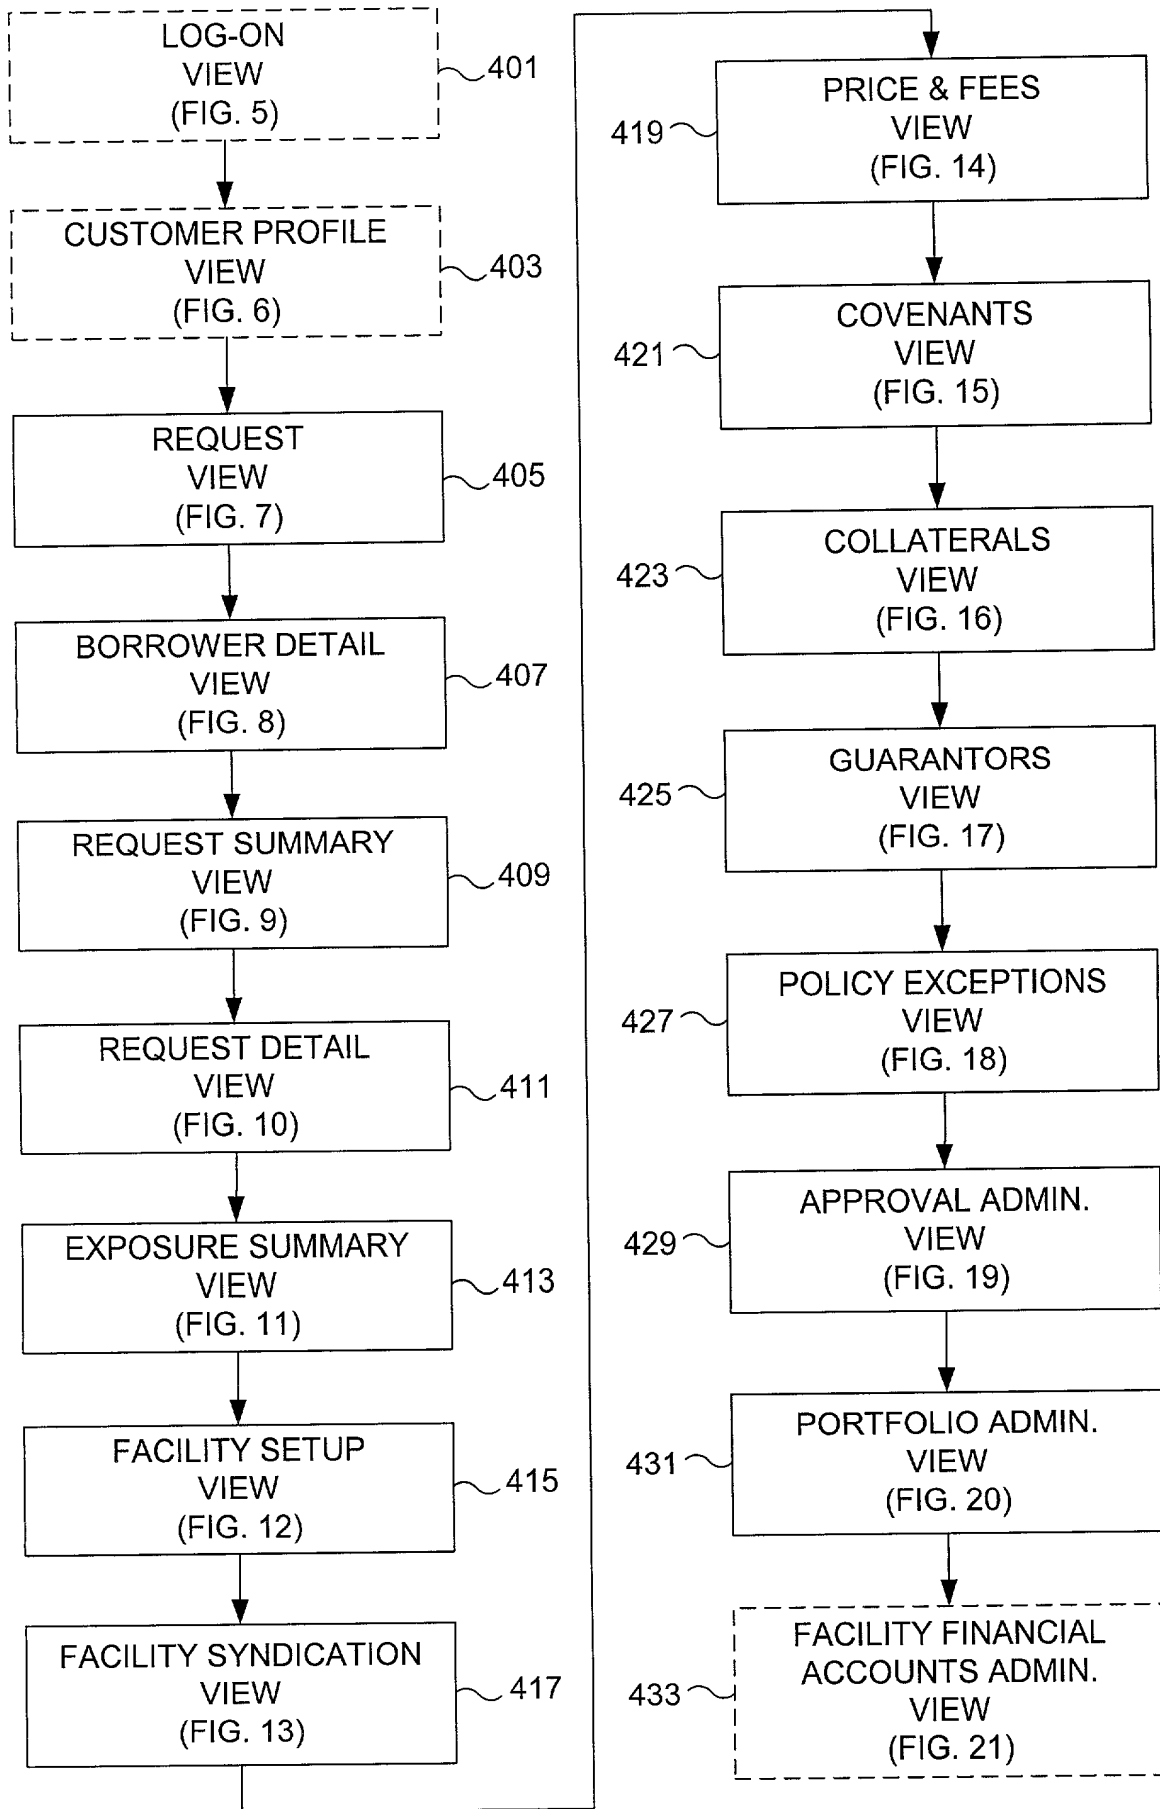 LOG-ON
VIEW
(FIG. 5)
401
CUSTOMER PROFILE
VIEW
(FIG. 6)
403
REQUEST
VIEW
(FIG. 7)
405
BORROWER DETAIL
VIEW
(FIG. 8)
407
REQUEST SUMMARY
VIEW
(FIG. 9)
409
REQUEST DETAIL
VIEW
(FIG. 10)
411
EXPOSURE SUMMARY
VIEW
(FIG. 11)
413
FACILITY SETUP
VIEW
(FIG. 12)
415
FACILITY SYNDICATION
VIEW
(FIG. 13)
417
PRICE & FEES
VIEW
(FIG. 14)
419
COVENANTS
VIEW
(FIG. 15)
421
COLLATERALS
VIEW
(FIG. 16)
423
GUARANTORS
VIEW
(FIG. 17)
425
POLICY EXCEPTIONS
VIEW
(FIG. 18)
427
APPROVAL ADMIN.
VIEW
(FIG. 19)
429
PORTFOLIO ADMIN.
VIEW
(FIG. 20)
431
FACILITY FINANCIAL
ACCOUNTS ADMIN.
VIEW
(FIG. 21)
433